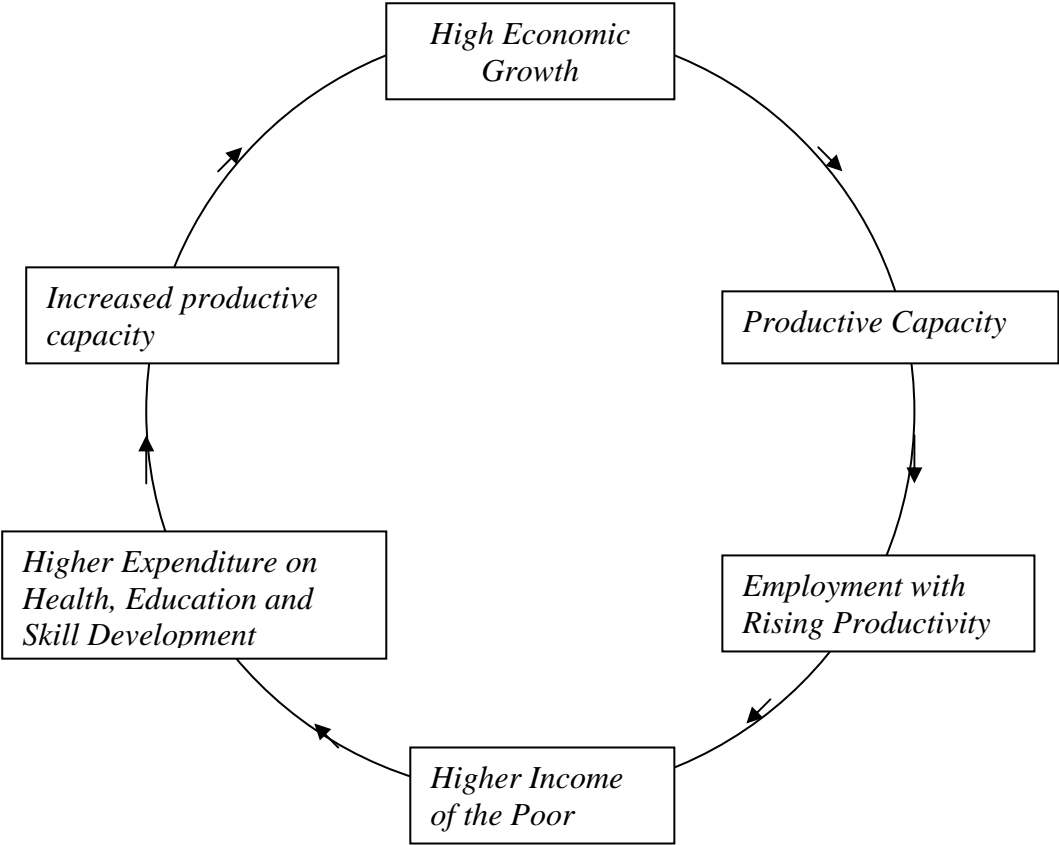 High Economic
Growth
Productive Capacity
Employment with
Rising Productivity
Higher Income
of the Poor
Higher Expenditure on
Health, Education and
Skill Development
Increased productive
capacity